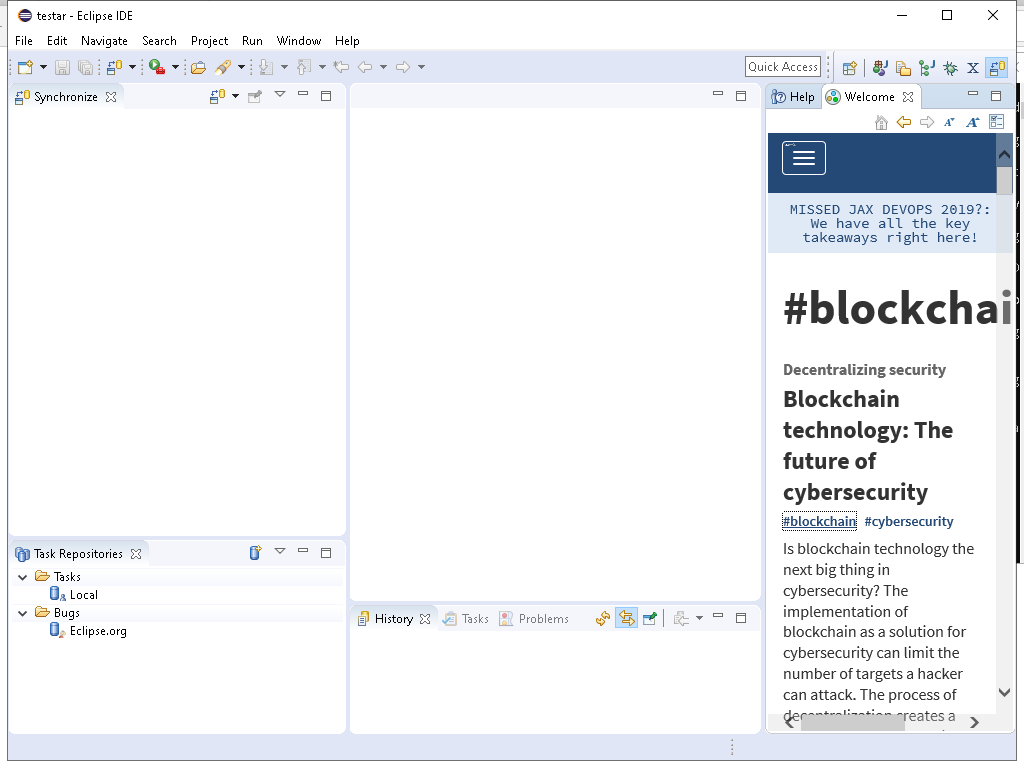 testar - Eclipse IDE
File Edit Navigate Search Project Run Window Help
Quick Access
Synchronize
Help Welcome
MISSED JAX DEVOPS 2019?:
We have all the key
takeaways right here!
#blockchai
Decentralizing security
Blockchain
technology: The
future of
cybersecurity
#blockchain #cybersecurity
Is blockchain technology the
next big thing in
cybersecurity? The
implementation of
blockchain as a solution for
cybersecurity can limit the
number of targets a hacker
can attack. The process of
decentralization creates a
Task Repositories
Tasks
Local
Bugs
Eclipse.org
History Tasks Problems